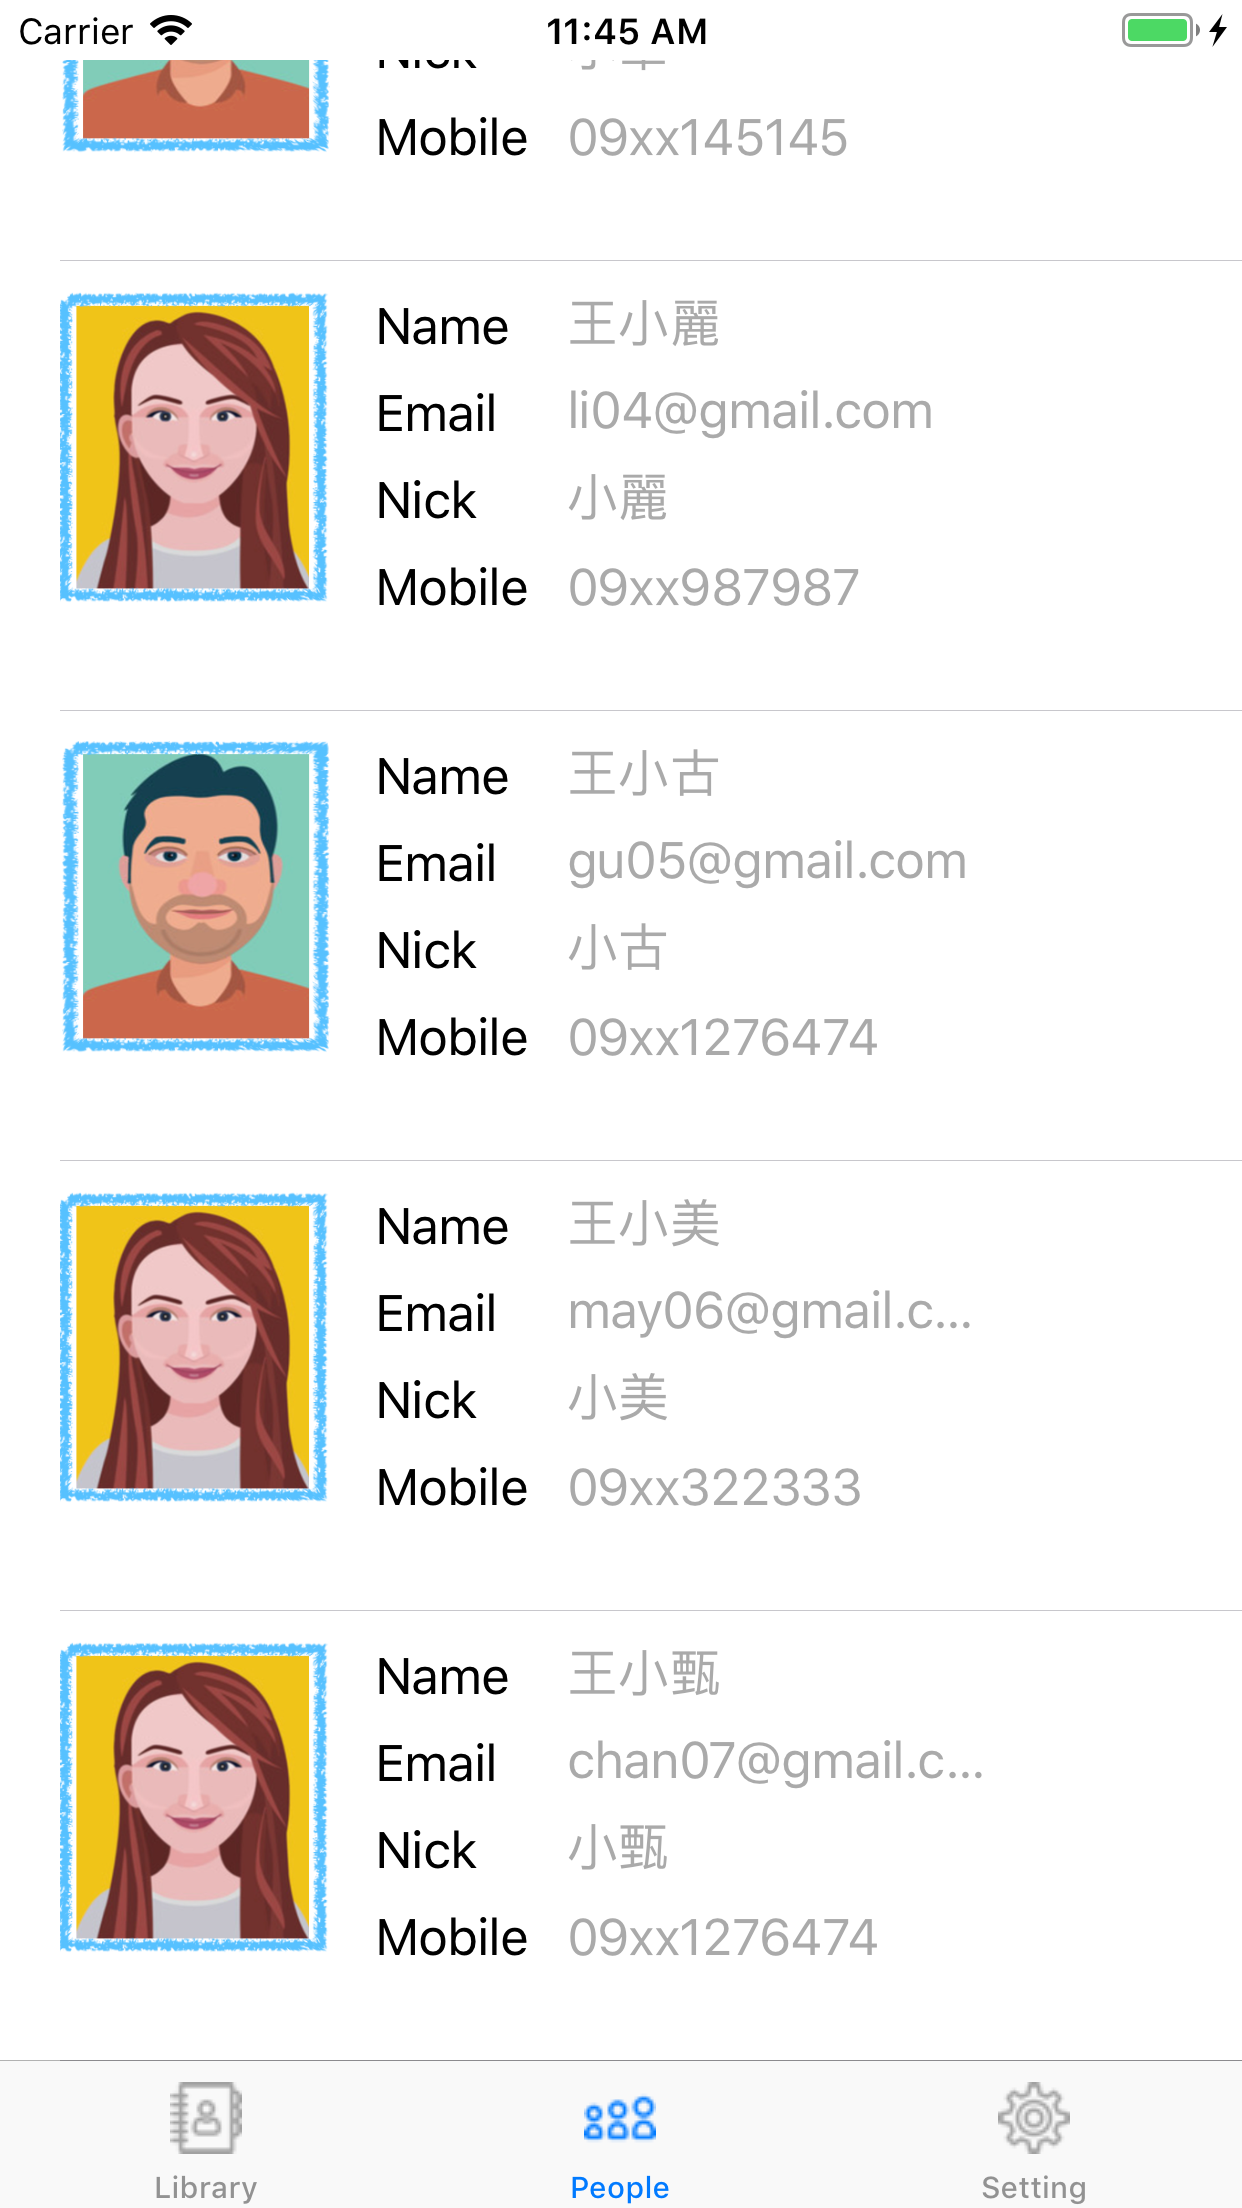 Carrier 11:45 AM
Nick
Mobile 09xx145145
Name 王小麗
Email li04@gmail.com
Nick 小麗
Mobile 09xx987987
Name 王小古
Email gu05@gmail.com
Nick 小古
Mobile 09xx1276474
Name 王小美
Email may06@gmail.c...
Nick 小美
Mobile 09xx322333
Name 王小甄
Email chan07@gmail.c...
Nick 小甄
Mobile 09xx1276474
Library People Setting